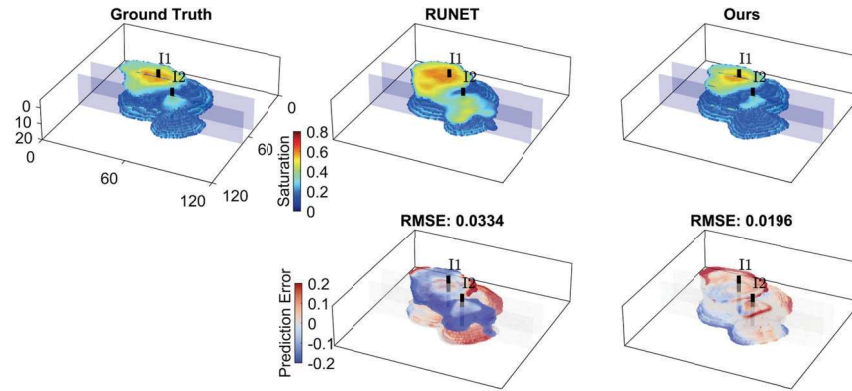 Ground Truth
RUNET
Ours
I1
I2
I1
I2
I1
I2
0
10
20
0
60
120
0
60
120
Saturation
0.8
0.6
0.4
0.2
0
RMSE: 0.0334
RMSE: 0.0196
I1
I2
I1
I2
Prediction Error
0.2
0.1
0
-0.1
-0.2